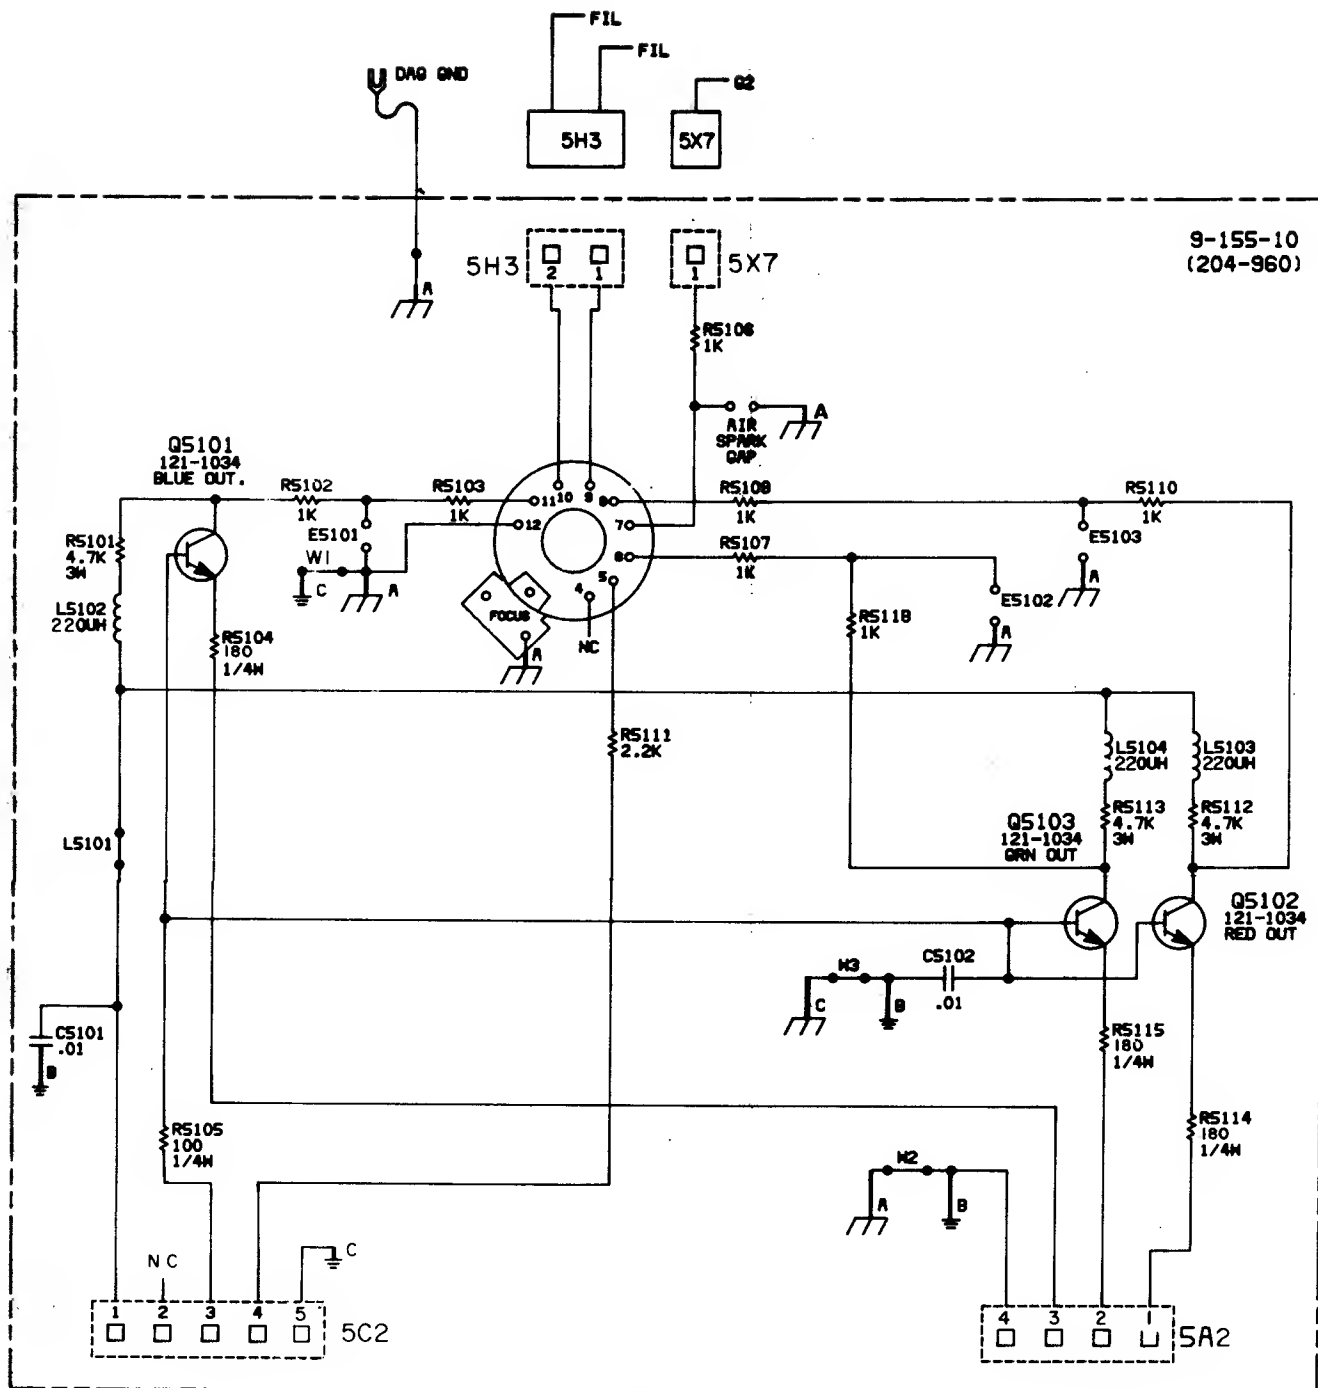 FIL
FIL
DAG GND
G2
5H3
5X7
9-155-10
(204-960)
5H3
2
1
1
5X7
A
R5106
1K
AIR
SPARK
GAP
A
Q5101
121-1034
BLUE OUT.
R5102
1K
R5103
1K
11
10
9
8
R5108
1K
R5110
1K
E5101
12
7
E5103
R5101
4.7K
3W
W1
C
A
6
R5107
1K
A
L5102
220UH
5
4
FOCUS
E5102
R5104
180
1/4W
NC
A
R5118
1K
A
R5111
2.2K
L5104
220UH
L5103
220UH
L5101
Q5103
121-1034
GRN OUT
R5113
4.7K
3W
R5112
4.7K
3W
Q5102
121-1034
RED OUT
W3
C5102
.01
C
B
C5101
.01
B
R5115
180
1/4W
R5105
100
1/4W
R5114
180
1/4W
W2
A
B
NC
C
1
2
3
4
5
5C2
4
3
2
1
5A2